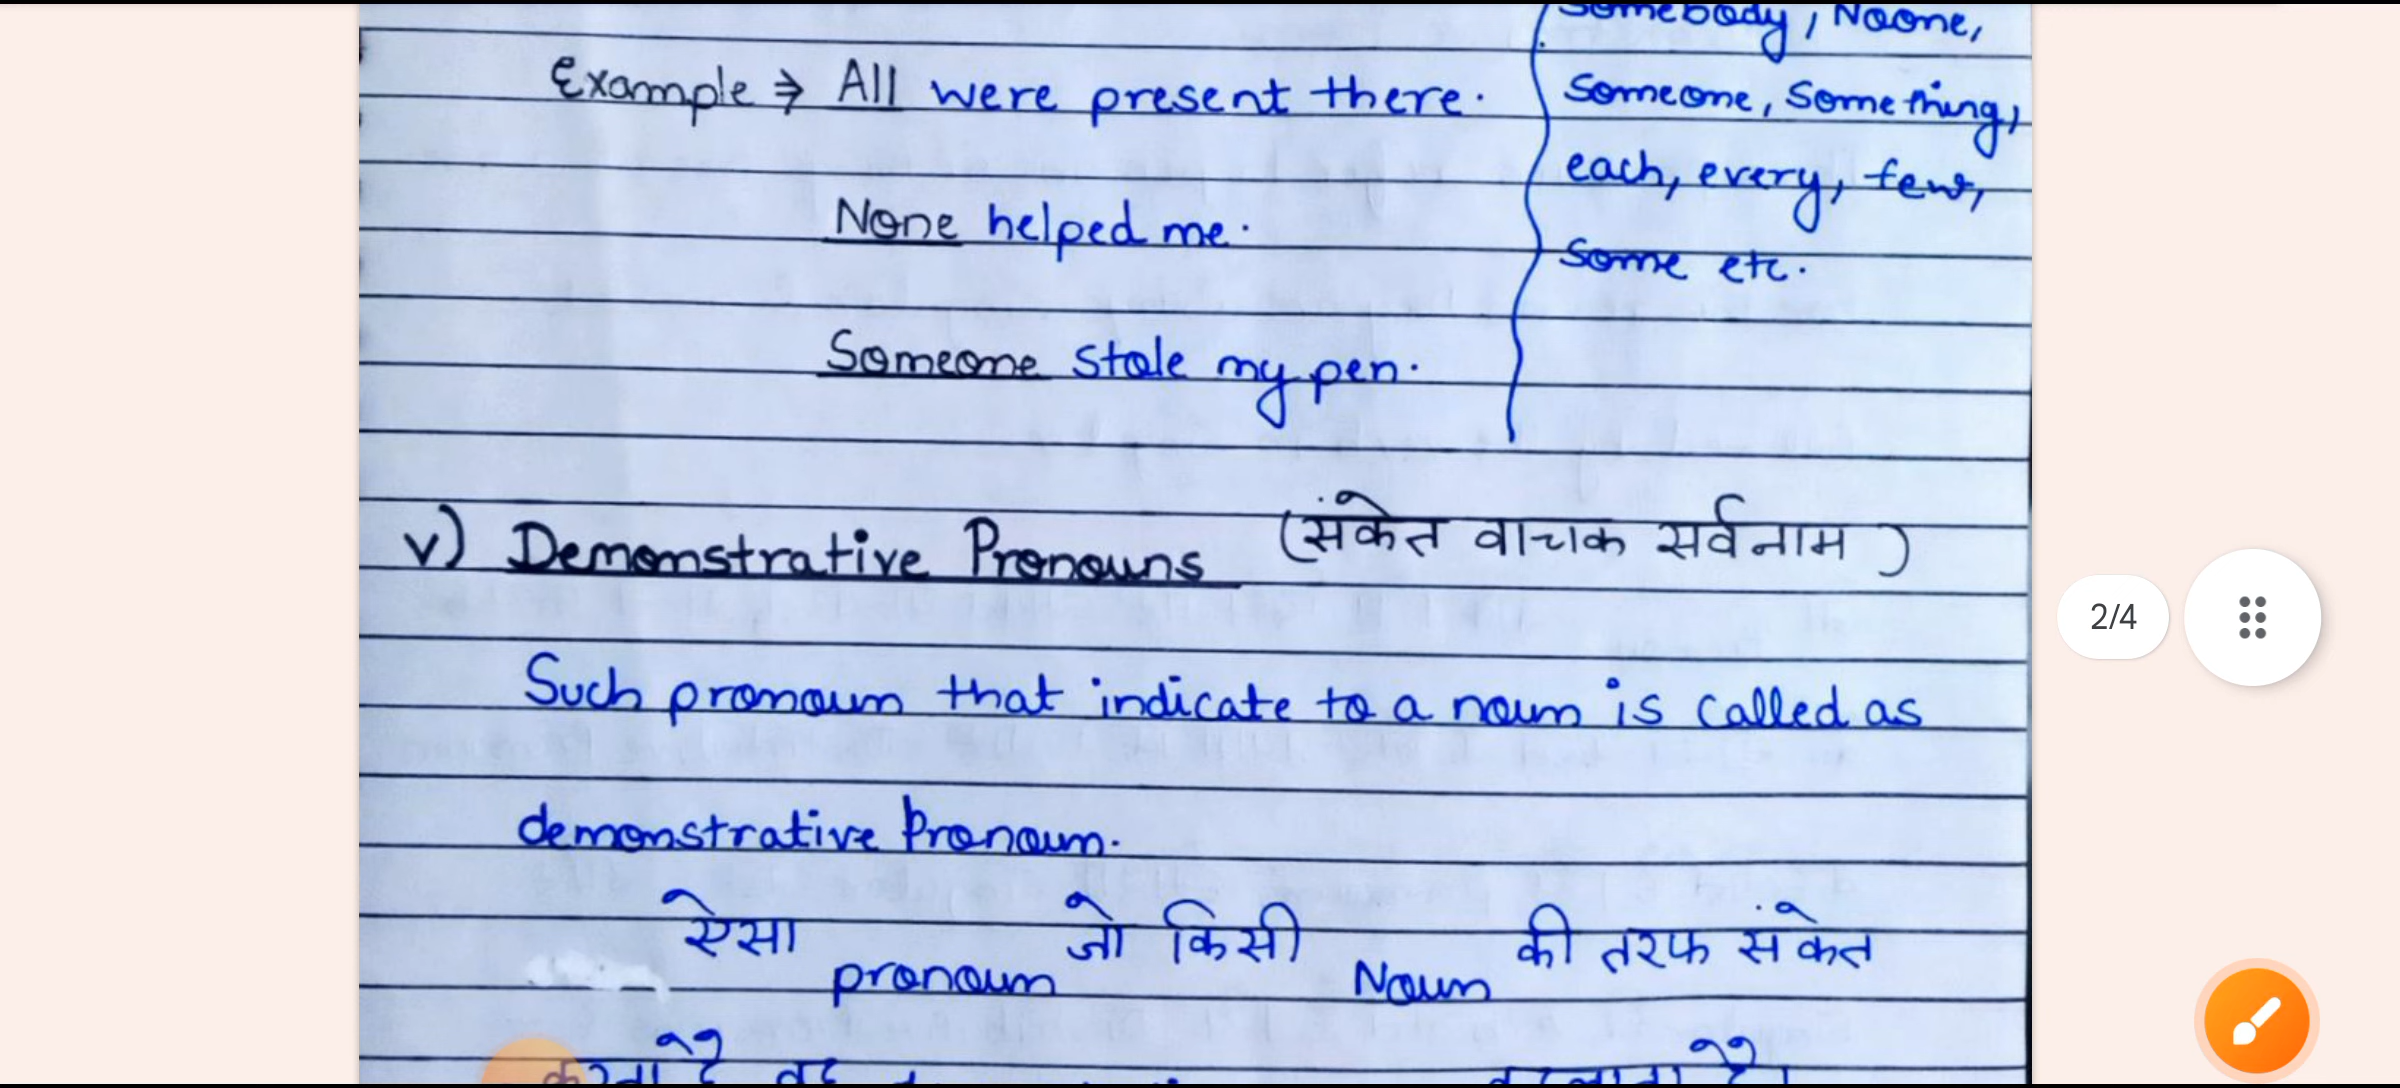 Somebody, Noone,
Example ⇒ All were present there.
Someone, Something,
each, every, few,
None helped me.
Some etc.
Someone stole my pen.
v) Demonstrative Pronouns (संकेत वाचक सर्वनाम)
Such pronoun that indicate to a noun is called as
demonstrative Pronoun.
ऐसा pronoun जो किसी Noun की तरफ संकेत
करता है वह
2/4